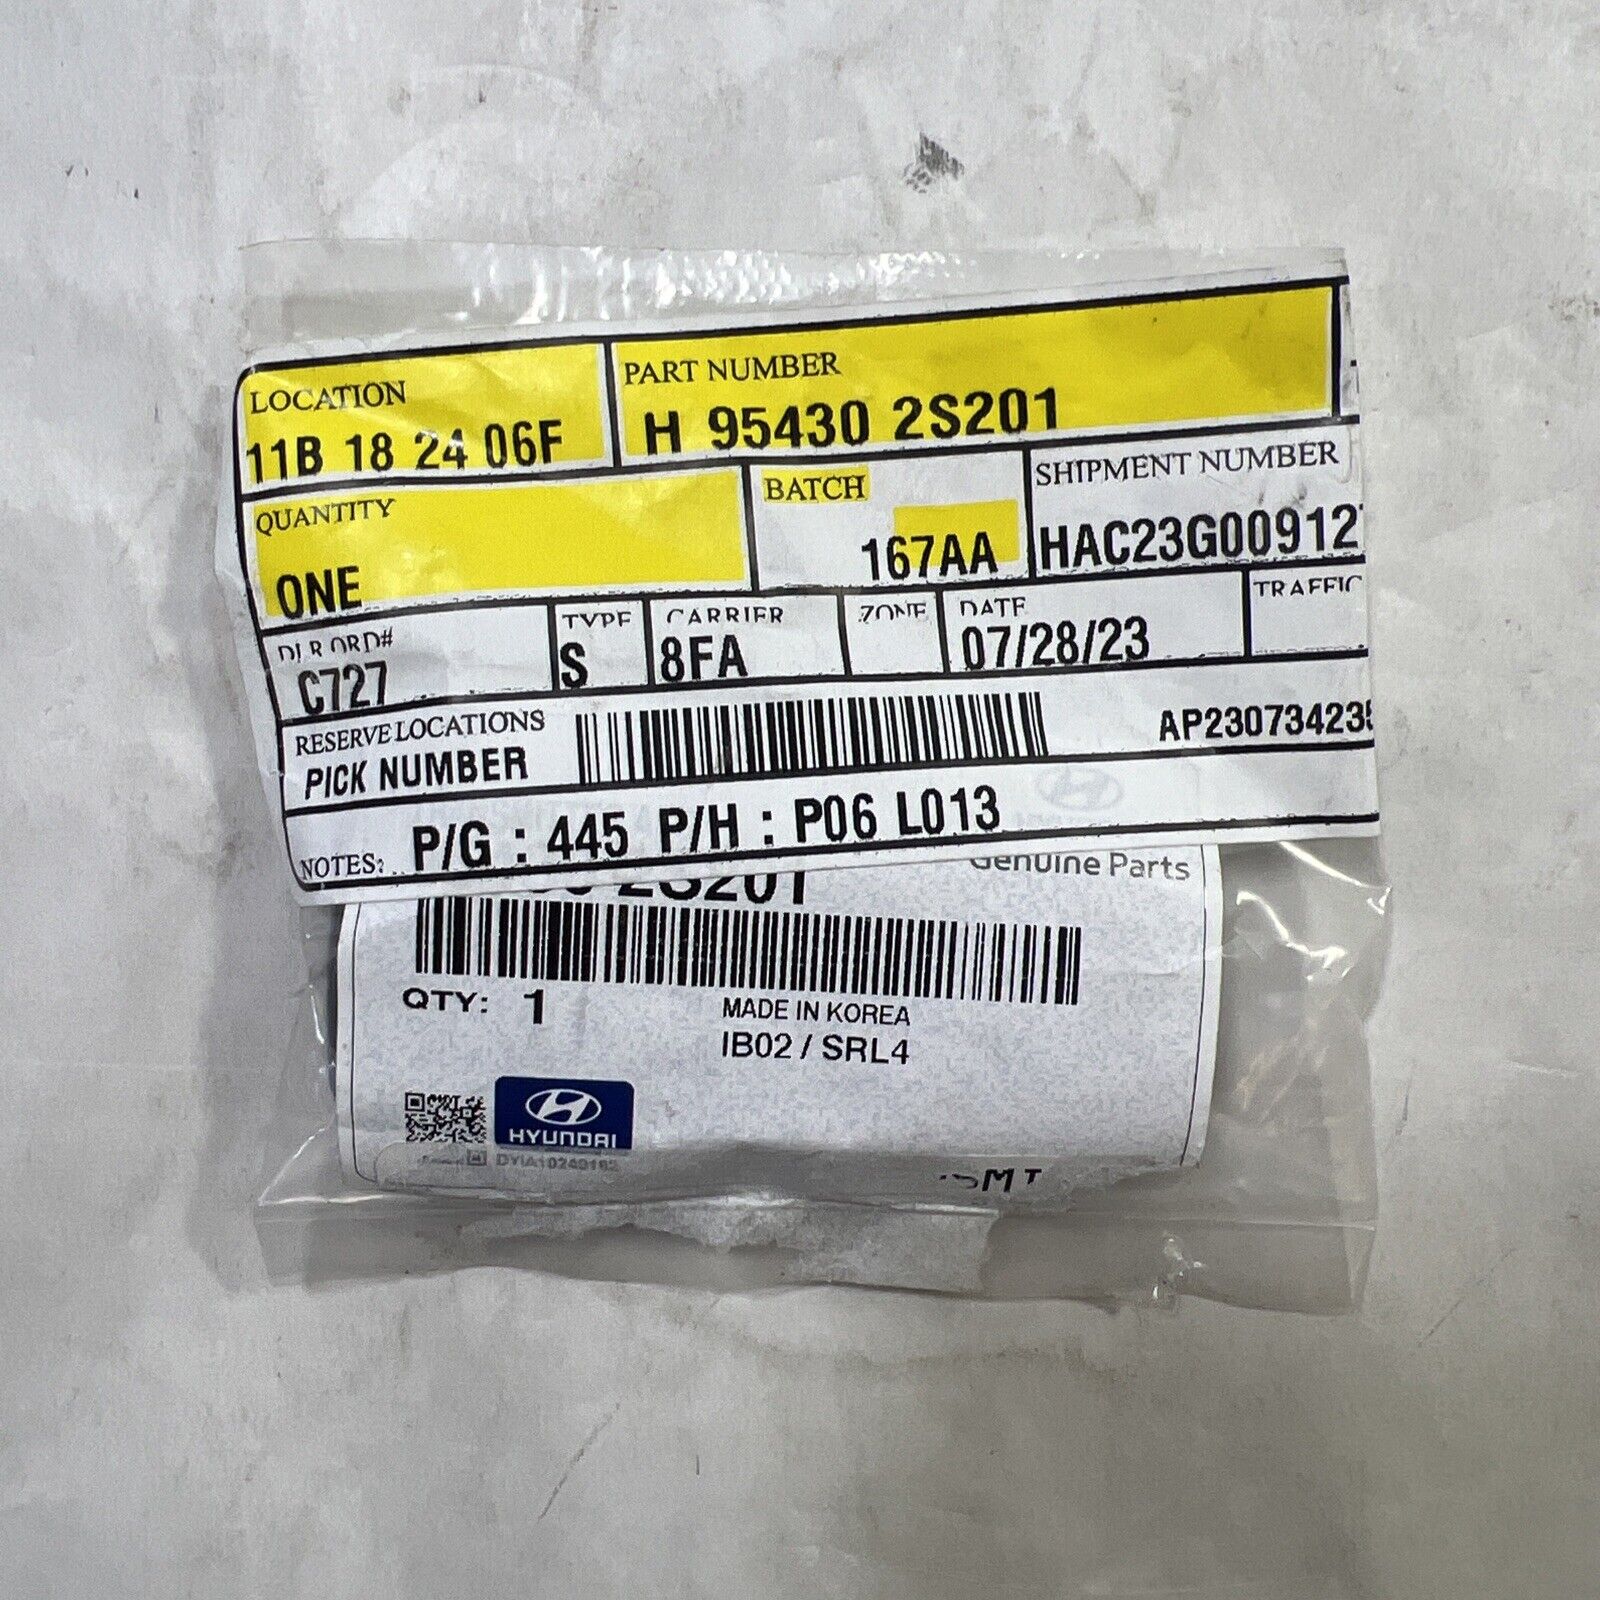 LOCATION
11B 18 24 06F
PART NUMBER
H 95430 2S201
QUANTITY
ONE
BATCH
167AA
SHIPMENT NUMBER
HAC23G00912
DLR ORD#
C727
TYPE
S
CARRIER
8FA
ZONE
DATE
07/28/23
TRAFFIC
RESERVE LOCATIONS
PICK NUMBER
AP23073423
NOTES:
P/G : 445 P/H : P06 L013
Genuine Parts
2S201
QTY: 1
MADE IN KOREA
IB02 / SRL4
HYUNDAI